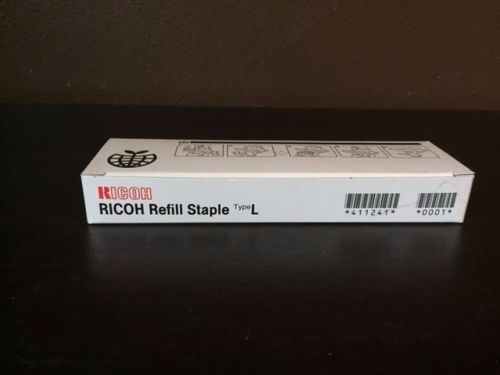 RICOH
RICOH Refill Staple Type L
*411241* *0001*